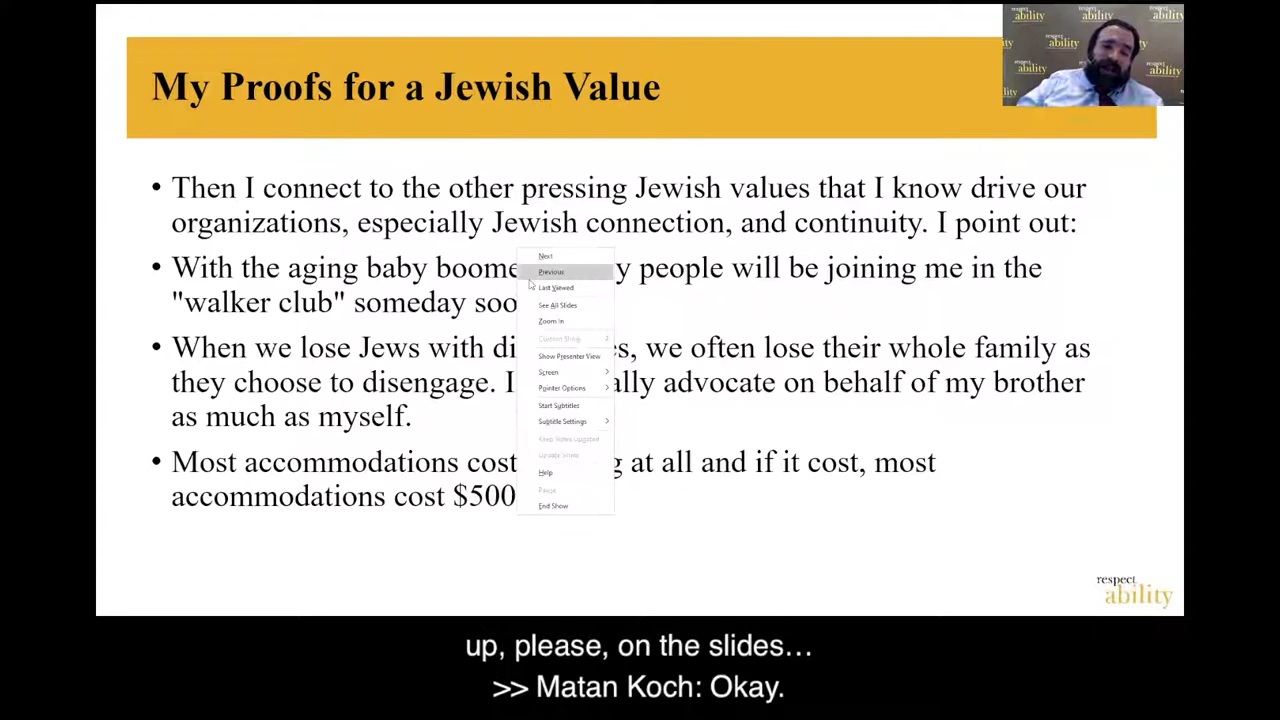 My Proofs for a Jewish Value
respect ability
• Then I connect to the other pressing Jewish values that I know drive our
organizations, especially Jewish connection, and continuity. I point out:
• With the aging baby boome y people will be joining me in the
"walker club" someday soo
• When we lose Jews with di es, we often lose their whole family as
they choose to disengage. I ally advocate on behalf of my brother
as much as myself.
• Most accommodations cost g at all and if it cost, most
accommodations cost $500
Next
Previous
Last Viewed
See All Slides
Zoom In
Custom Show
Show Presenter View
Screen
Pointer Options
Start Subtitles
Subtitle Settings
Keep Slides Updated
Update Slides
Help
Pause
End Show
respect
ability
up, please, on the slides…
>> Matan Koch: Okay.